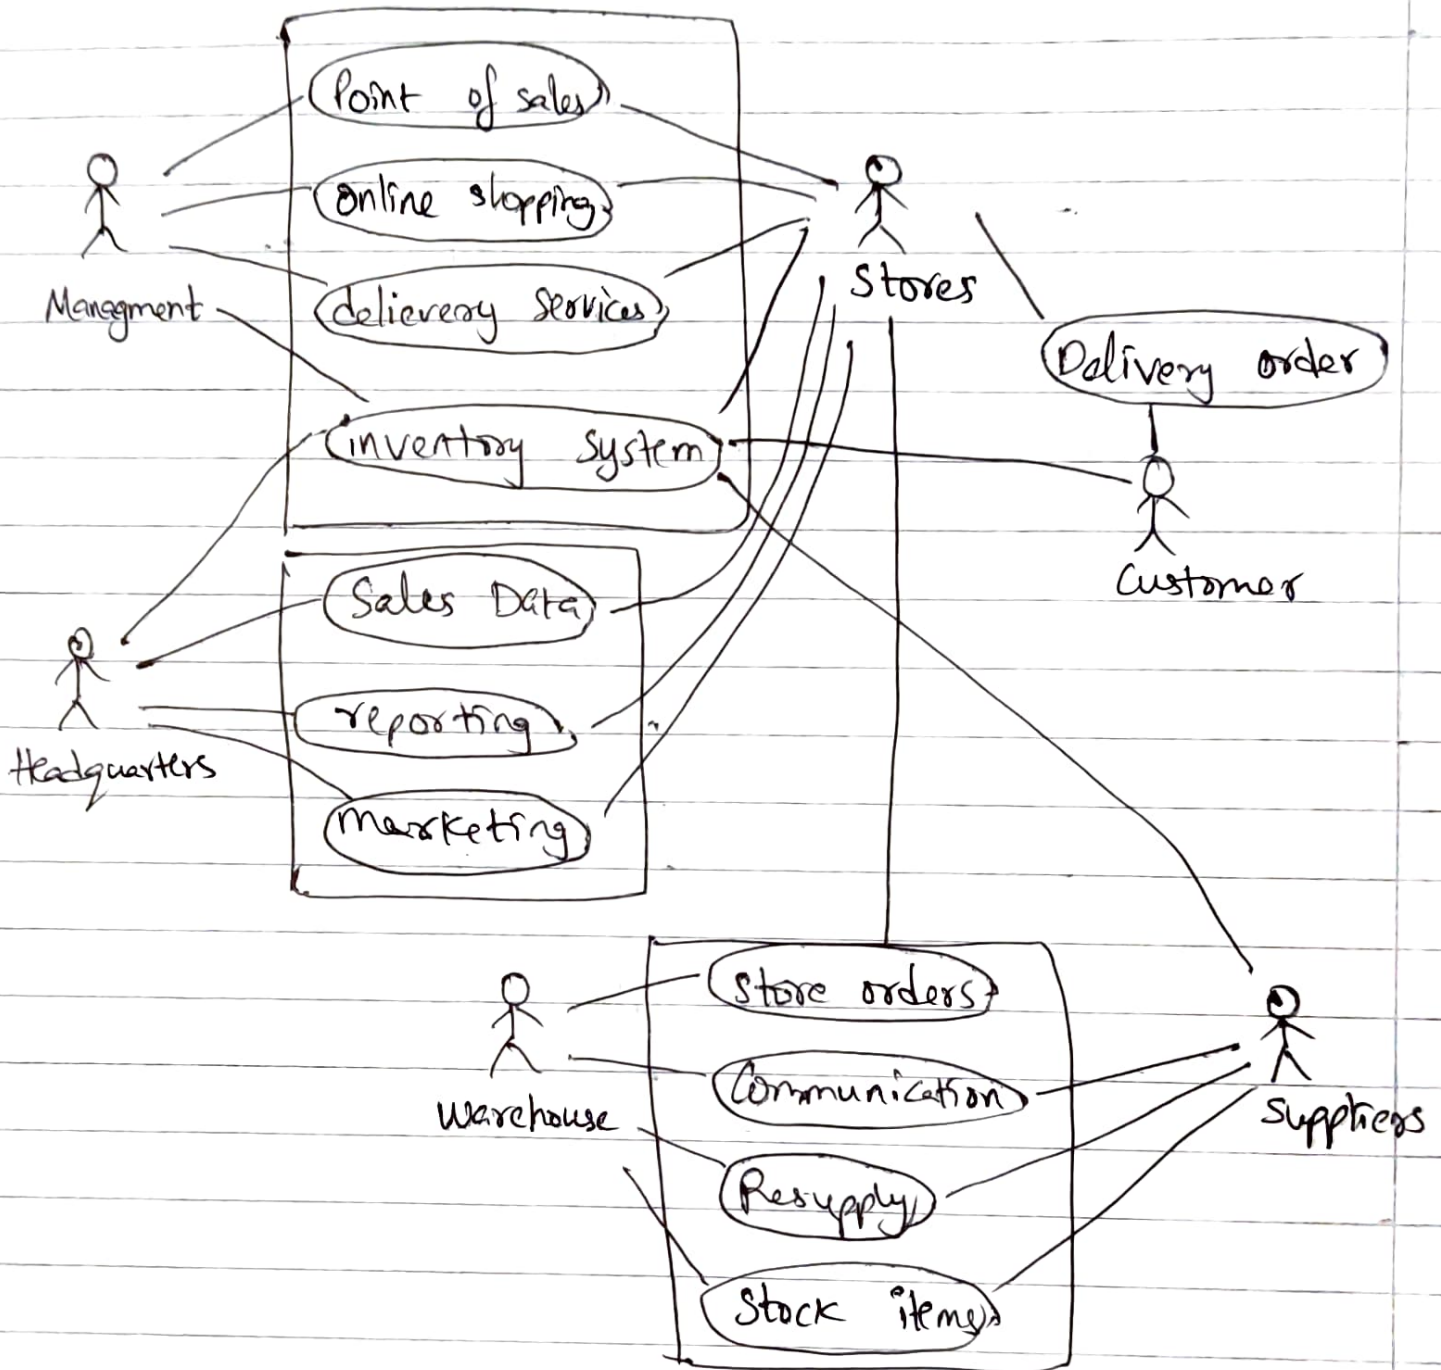 Point of sales
online shopping
Stores
Managment
delievery services
Delivery order
inventory system
Customer
Sales Data
reporting
Headquarters
marketing
Store orders
Communication
Warehouse
Suppliers
Resupply
Stock items